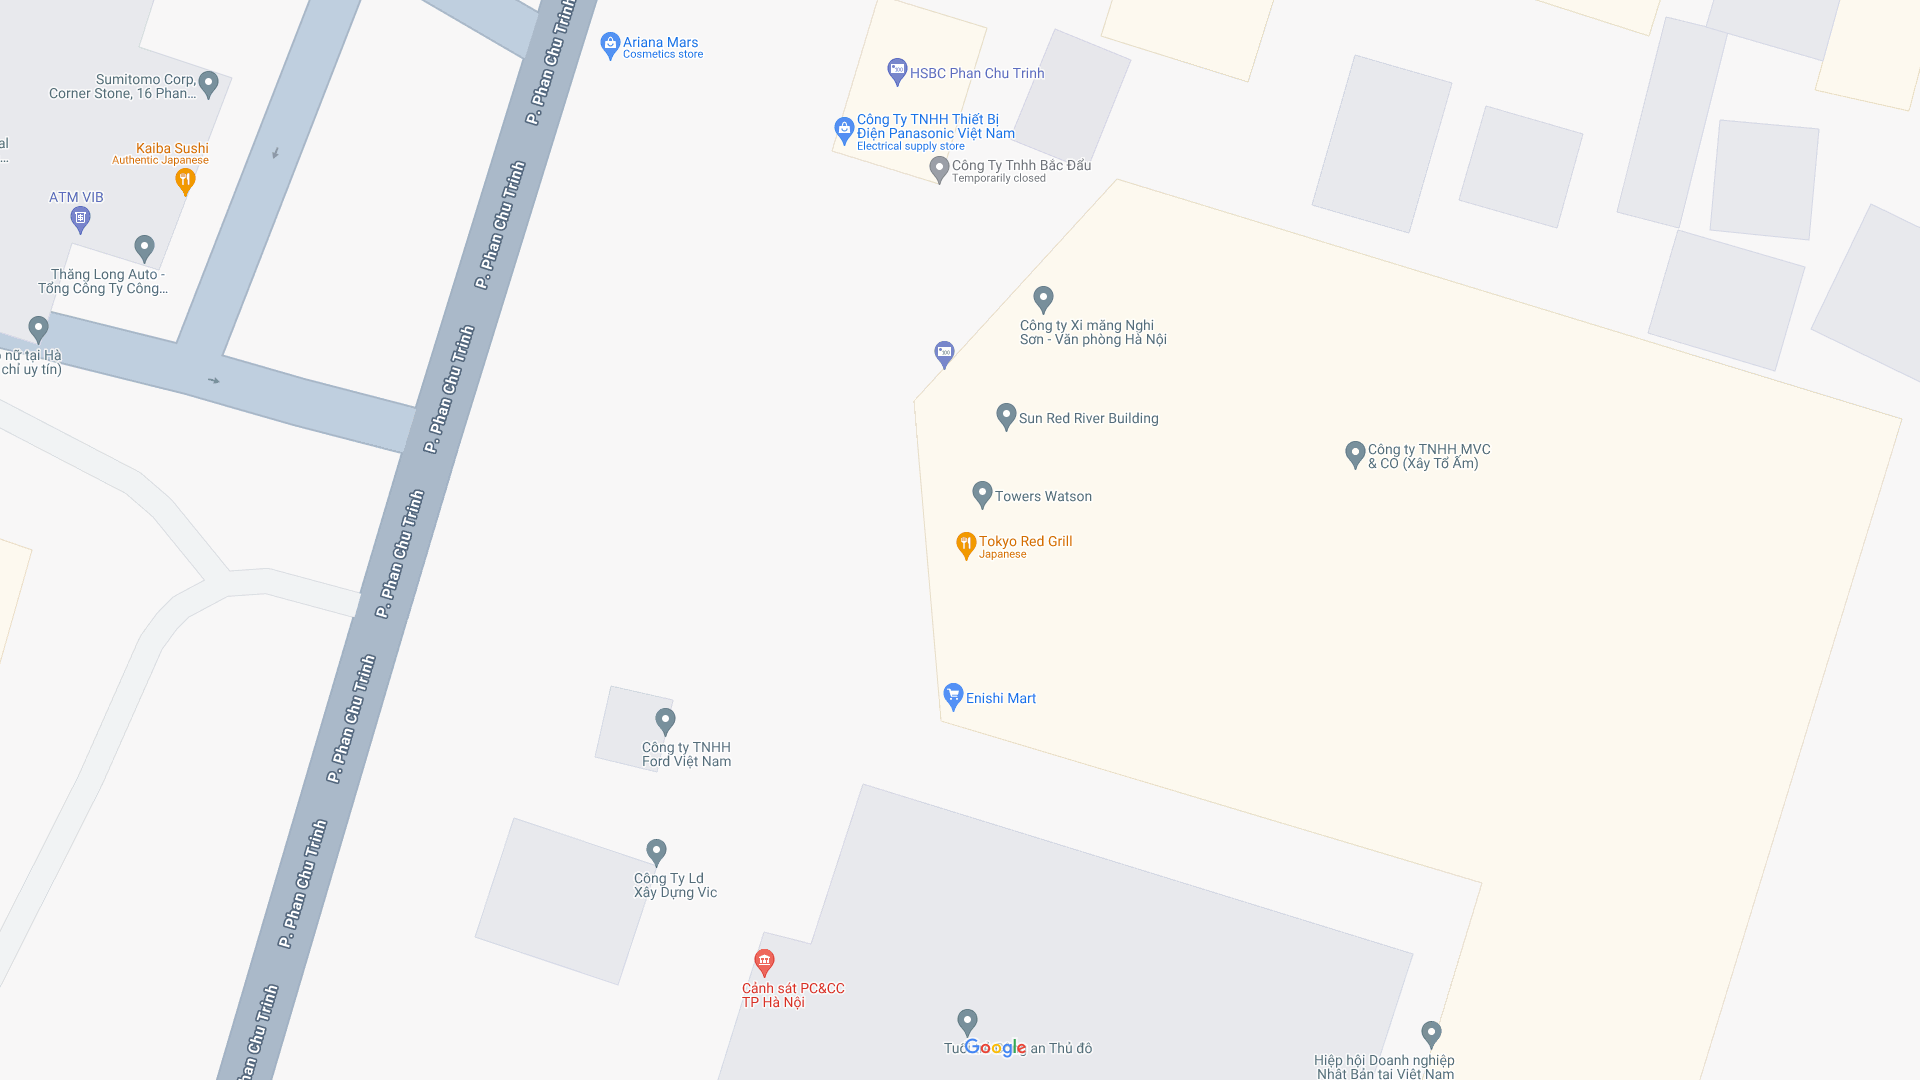 P. Phan Chu Trinh
Ariana Mars
Cosmetics store
Sumitomo Corp,
Corner Stone, 16 Phan...
HSBC Phan Chu Trinh
Công Ty TNHH Thiết Bị
Điện Panasonic Việt Nam
Electrical supply store
al
...
Kaiba Sushi
Authentic Japanese
Công Ty Tnhh Bắc Đẩu
Temporarily closed
ATM VIB
P. Phan Chu Trinh
Thăng Long Auto -
Tổng Công Ty Công...
Công ty Xi măng Nghi
Sơn - Văn phòng Hà Nội
nữ tại Hà
chỉ uy tín)
P. Phan Chu Trinh
Sun Red River Building
Công ty TNHH MVC
& CO (Xây Tổ Ấm)
Towers Watson
P. Phan Chu Trinh
Tokyo Red Grill
Japanese
Enishi Mart
P. Phan Chu Trinh
Công ty TNHH
Ford Việt Nam
P. Phan Chu Trinh
Công Ty Ld
Xây Dựng Vic
Cảnh sát PC&CC
TP Hà Nội
han Chu Trinh
Google
an Thủ đô
Hiệp hội Doanh nghiệp
Nhật Bản tại Việt Nam